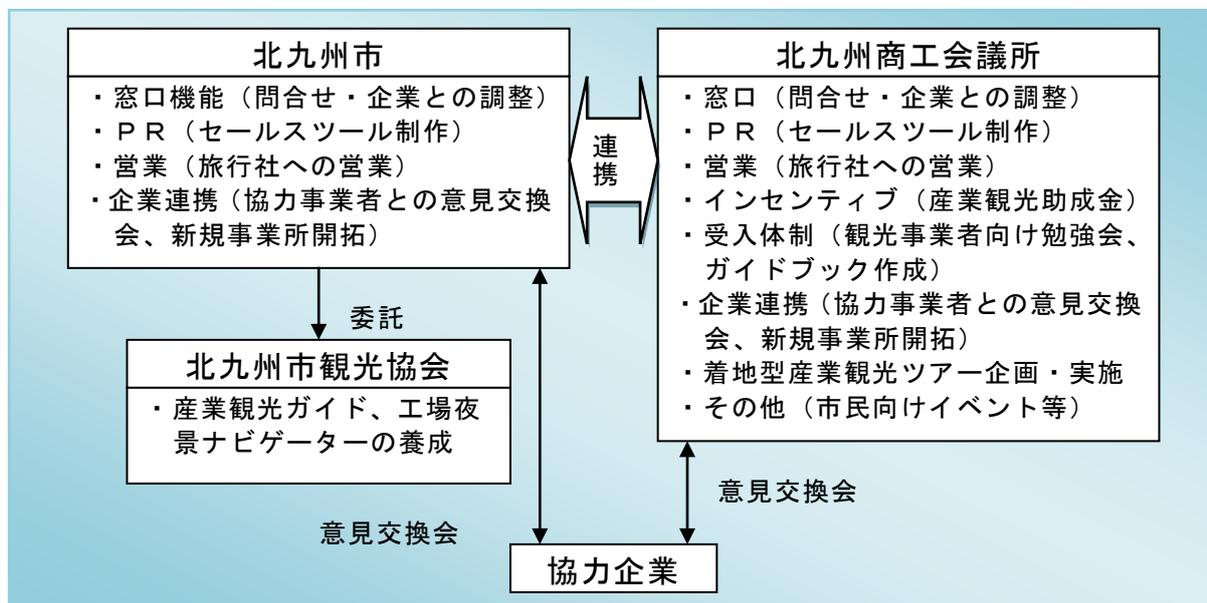 北九州市
・窓口機能（問合せ・企業との調整）
・ＰＲ（セールスツール制作）
・営業（旅行社への営業）
・企業連携（協力事業者との意見交換
会、新規事業所開拓）
連
携
北九州商工会議所
・窓口（問合せ・企業との調整）
・ＰＲ（セールスツール制作）
・営業（旅行社への営業）
・インセンティブ（産業観光助成金）
・受入体制（観光事業者向け勉強会、
ガイドブック作成）
・企業連携（協力事業者との意見交換
会、新規事業所開拓）
・着地型産業観光ツアー企画・実施
・その他（市民向けイベント等）
委託
北九州市観光協会
・産業観光ガイド、工場夜
景ナビゲーターの養成
意見交換会
意見交換会
協力企業